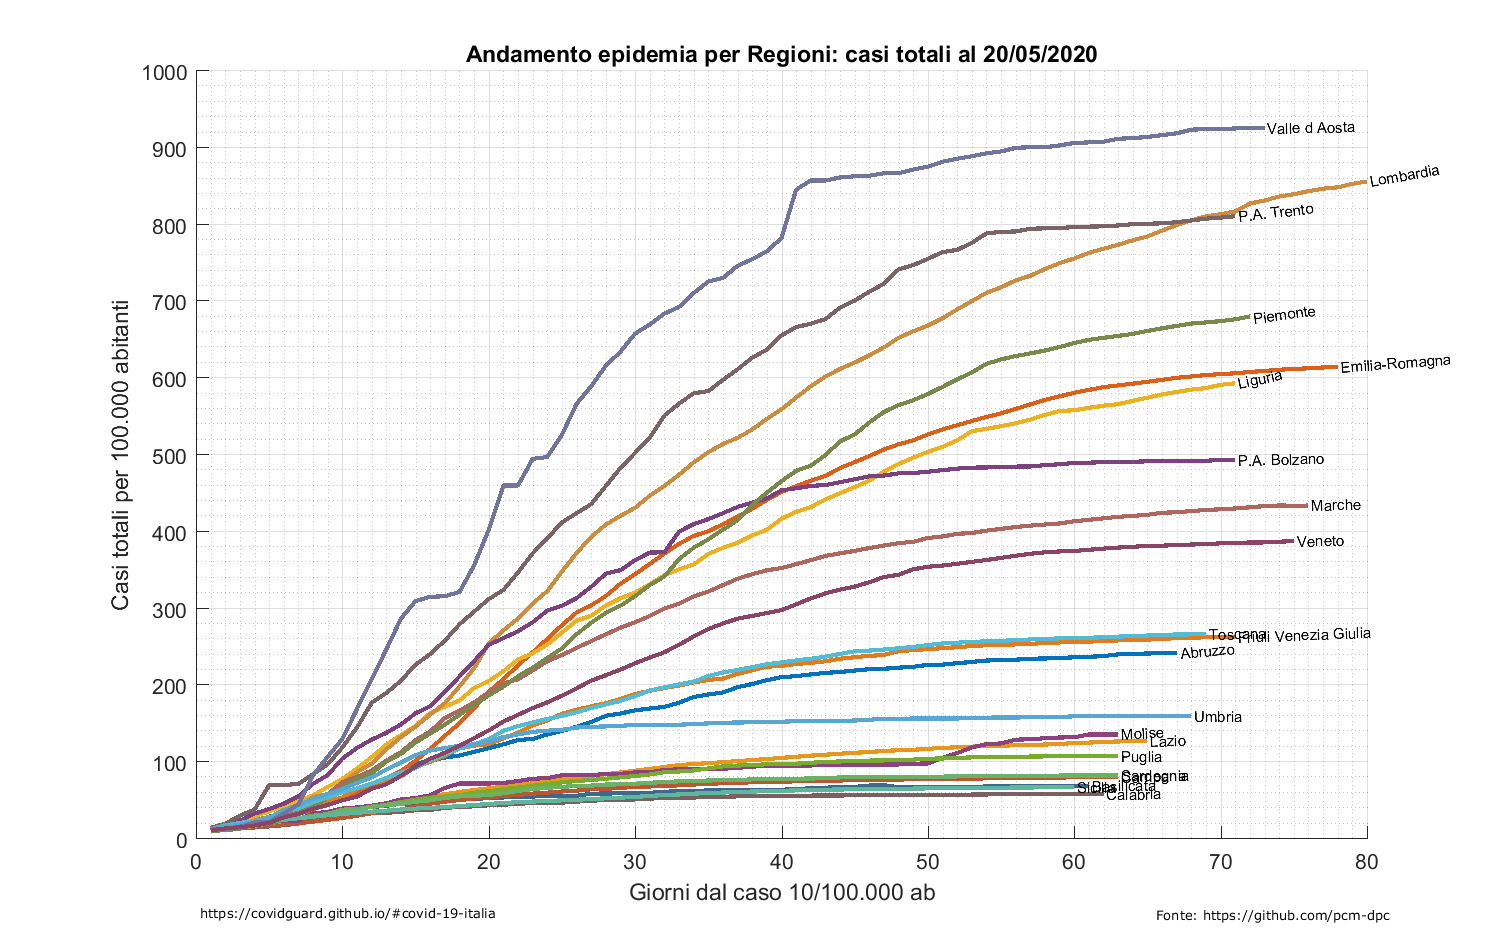 Andamento epidemia per Regioni: casi totali al 20/05/2020
1000
900
800
700
600
500
400
300
200
100
0
Casi totali per 100.000 abitanti
Valle d Aosta
Lombardia
P.A. Trento
Piemonte
Emilia-Romagna
Liguria
P.A. Bolzano
Marche
Veneto
Toscana
Friuli Venezia Giulia
Abruzzo
Umbria
Molise
Lazio
Puglia
Sardegna
Sicilia
Basilicata
Calabria
0 10 20 30 40 50 60 70 80
Giorni dal caso 10/100.000 ab
https://covidguard.github.io/#covid-19-italia
Fonte: https://github.com/pcm-dpc